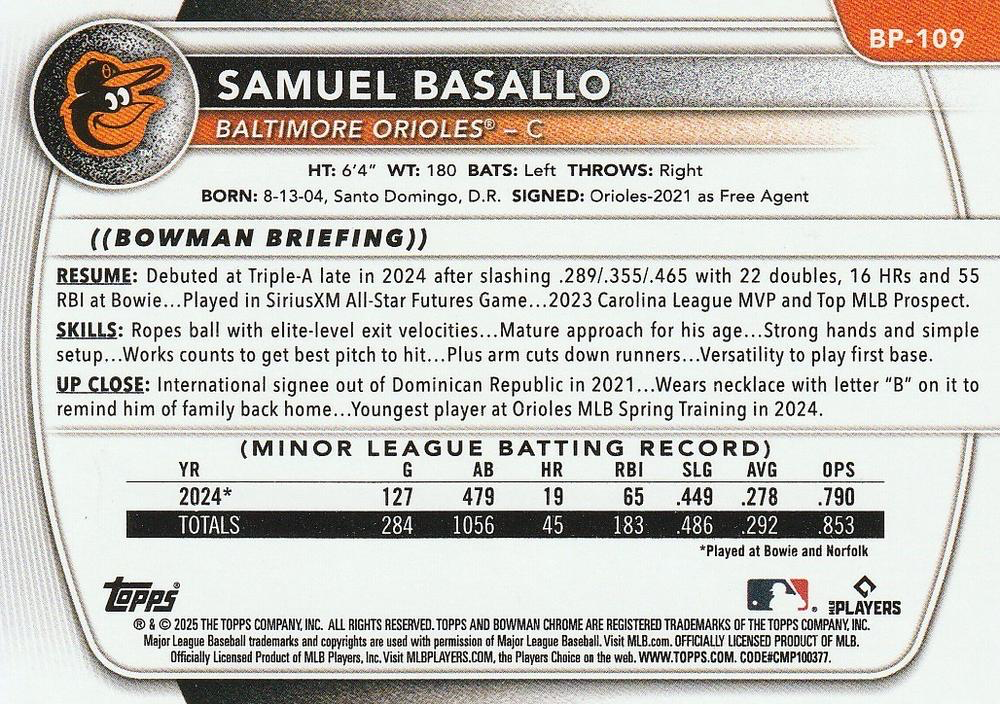 BP-109
SAMUEL BASALLO
BALTIMORE ORIOLES® – C
HT: 6'4" WT: 180 BATS: Left THROWS: Right
BORN: 8-13-04, Santo Domingo, D.R. SIGNED: Orioles-2021 as Free Agent
((BOWMAN BRIEFING))
RESUME: Debuted at Triple-A late in 2024 after slashing .289/.355/.465 with 22 doubles, 16 HRs and 55
RBI at Bowie...Played in SiriusXM All-Star Futures Game...2023 Carolina League MVP and Top MLB Prospect.
SKILLS: Ropes ball with elite-level exit velocities...Mature approach for his age...Strong hands and simple
setup...Works counts to get best pitch to hit...Plus arm cuts down runners...Versatility to play first base.
UP CLOSE: International signee out of Dominican Republic in 2021...Wears necklace with letter "B" on it to
remind him of family back home...Youngest player at Orioles MLB Spring Training in 2024.
(MINOR LEAGUE BATTING RECORD)
YR G AB HR RBI SLG AVG OPS
2024* 127 479 19 65 .449 .278 .790
TOTALS 284 1056 45 183 .486 .292 .853
*Played at Bowie and Norfolk
TOPPS® MLB PLAYERS
® & © 2025 THE TOPPS COMPANY, INC. ALL RIGHTS RESERVED. TOPPS AND BOWMAN CHROME ARE REGISTERED TRADEMARKS OF THE TOPPS COMPANY, INC.
Major League Baseball trademarks and copyrights are used with permission of Major League Baseball. Visit MLB.com. OFFICIALLY LICENSED PRODUCT OF MLB.
Officially Licensed Product of MLB Players, Inc. Visit MLBPLAYERS.COM, the Players Choice on the web. WWW.TOPPS.COM. CODE#CMP100377.